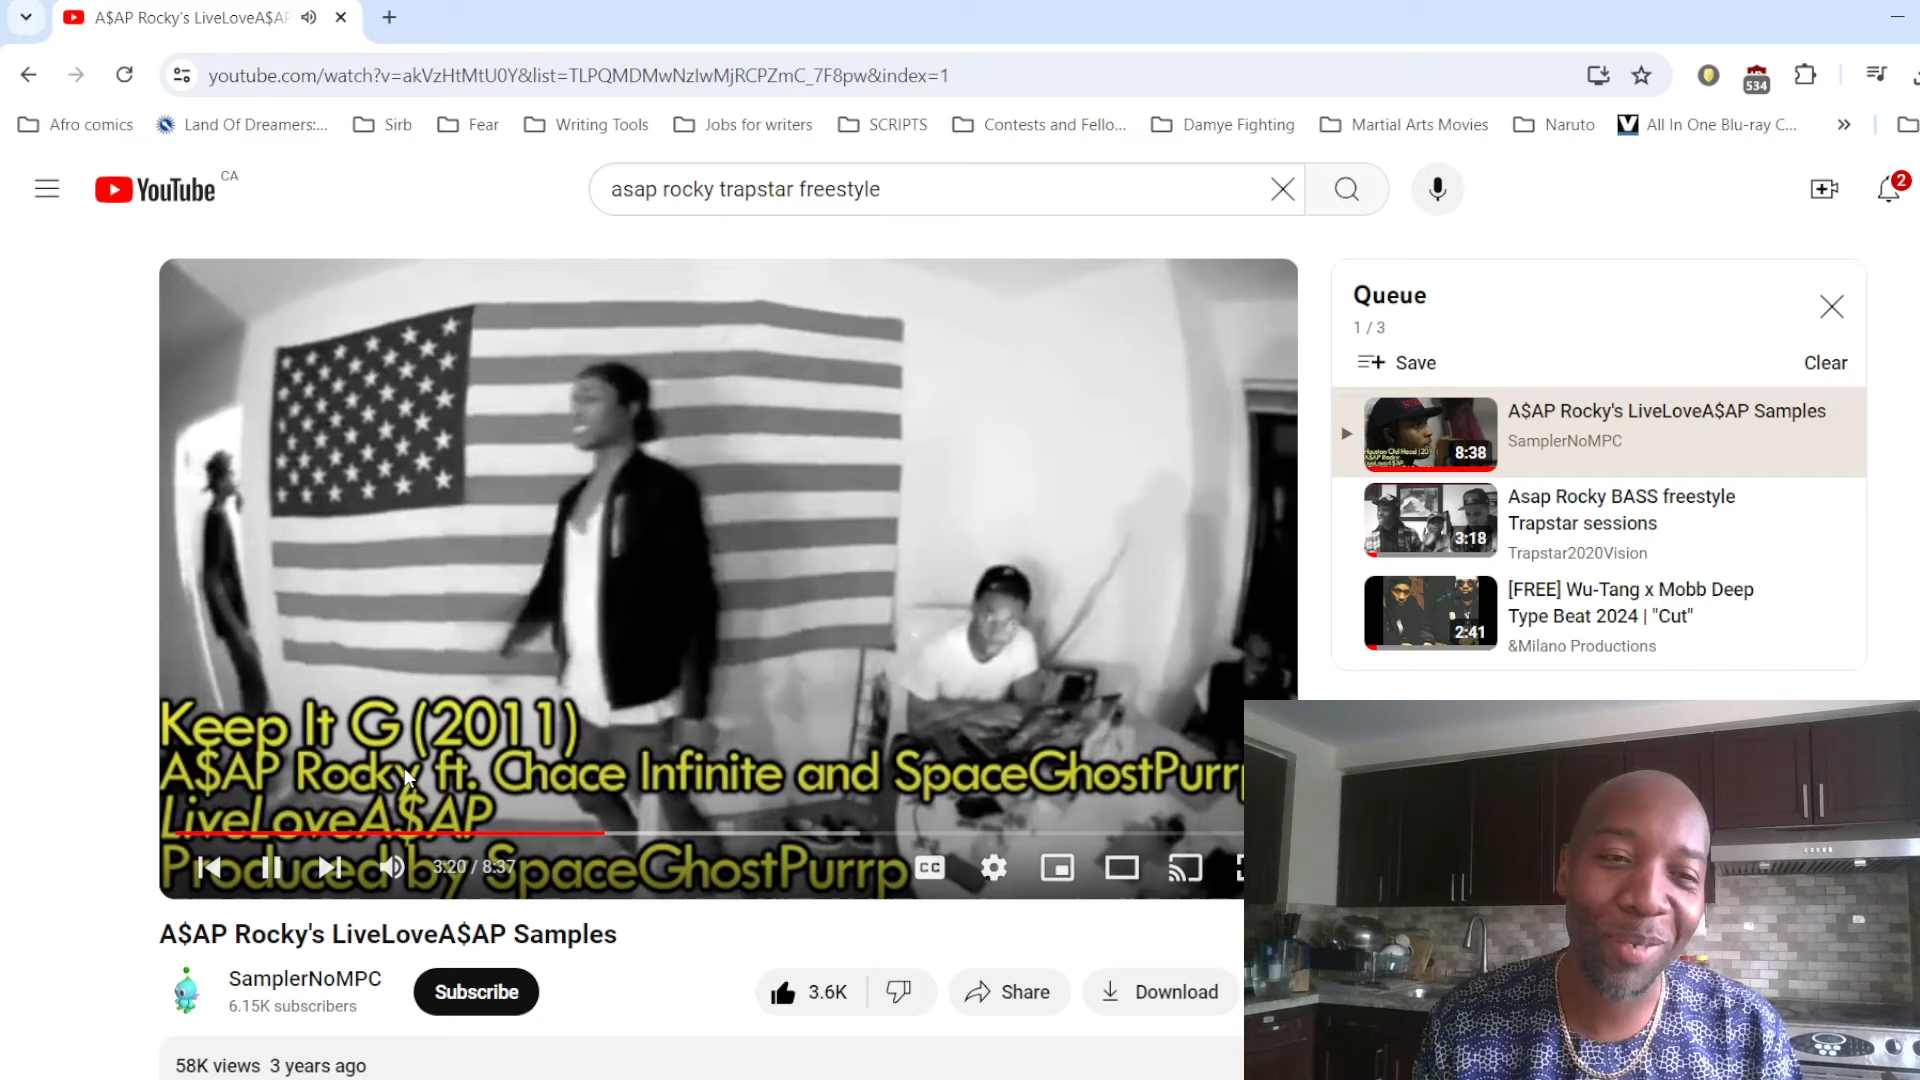 A$AP Rocky's LiveLoveA$AP
youtube.com/watch?v=akVzHtMtU0Y&list=TLPQMDMwNzIwMjRCPZmC_7F8pw&index=1
534
Afro comics
Land Of Dreamers:...
Sirb
Fear
Writing Tools
Jobs for writers
SCRIPTS
Contests and Fello...
Damye Fighting
Martial Arts Movies
Naruto
All In One Blu-ray C...
YouTube CA
asap rocky trapstar freestyle
2
Keep It G (2011)
A$AP Rocky ft. Chace Infinite and SpaceGhostPurrp
LiveLoveA$AP
Produced by SpaceGhostPurrp
3:20 / 8:37
CC
A$AP Rocky's LiveLoveA$AP Samples
SamplerNoMPC
6.15K subscribers
Subscribe
3.6K
Share
Download
58K views 3 years ago
Queue
1 / 3
Save
Clear
A$AP Rocky's LiveLoveA$AP Samples
SamplerNoMPC
8:38
Asap Rocky BASS freestyle
Trapstar sessions
Trapstar2020Vision
3:18
[FREE] Wu-Tang x Mobb Deep
Type Beat 2024 | "Cut"
&Milano Productions
2:41